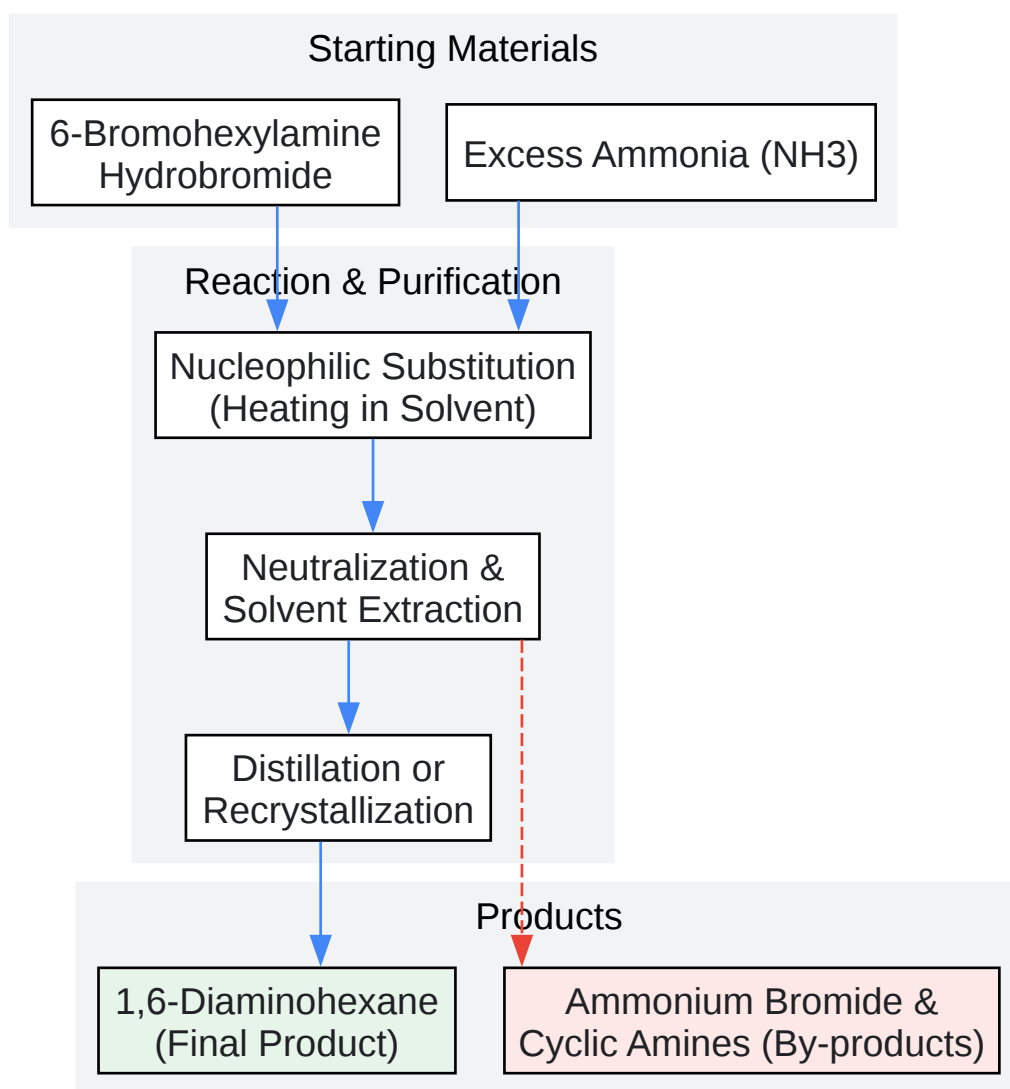 Starting Materials
6-Bromohexylamine
Hydrobromide
Excess Ammonia (NH3)
Reaction & Purification
Nucleophilic Substitution
(Heating in Solvent)
Neutralization &
Solvent Extraction
Distillation or
Recrystallization
Products
1,6-Diaminohexane
(Final Product)
Ammonium Bromide &
Cyclic Amines (By-products)